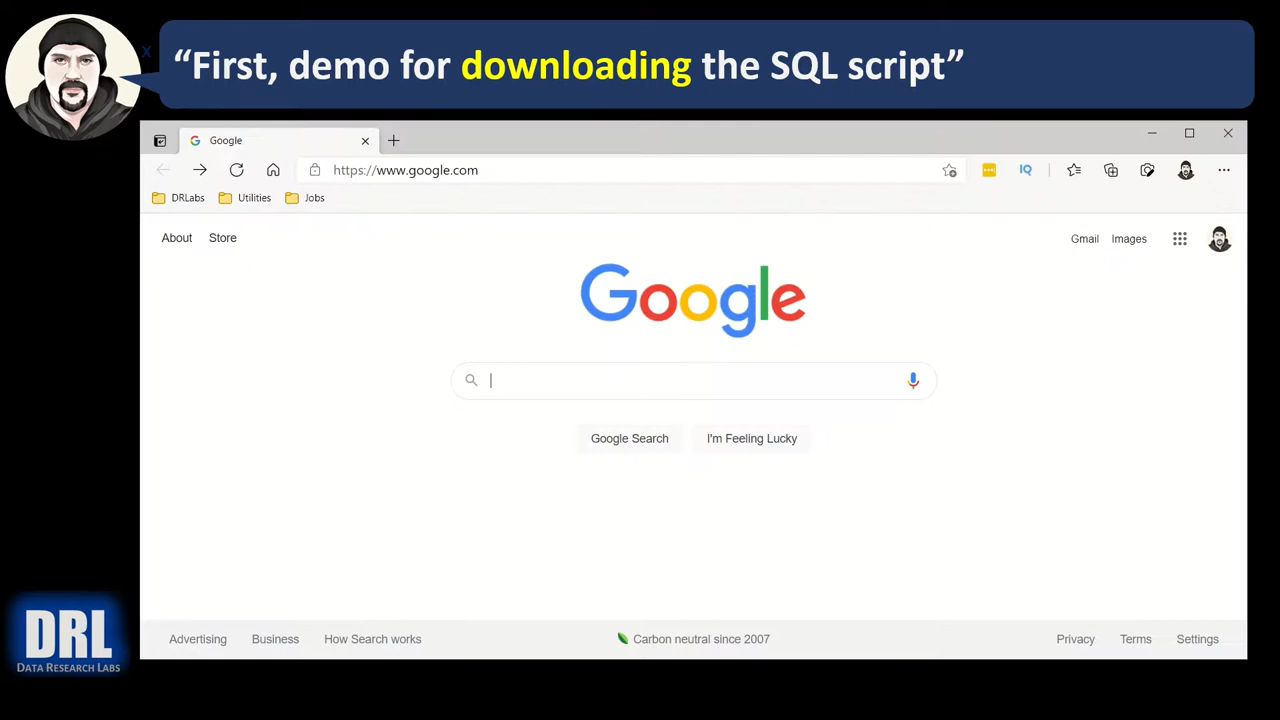 “First, demo for downloading the SQL script”
x
Google
https://www.google.com
IQ
DRLabs Utilities Jobs
About Store Gmail Images
Google
Google Search I'm Feeling Lucky
DRL
DATA RESEARCH LABS
Advertising Business How Search works Carbon neutral since 2007 Privacy Terms Settings